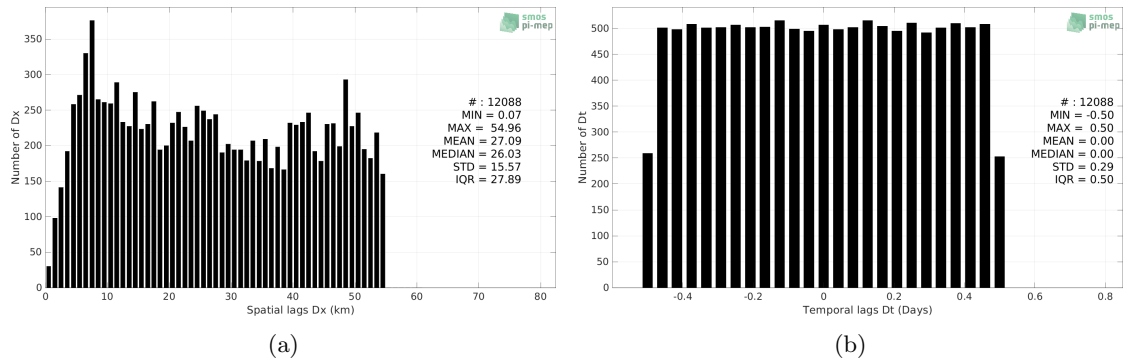 smos
pi-mep
350
300
250
200
150
100
50
0
Number of Dx
# : 12088
MIN = 0.07
MAX = 54.96
MEAN = 27.09
MEDIAN = 26.03
STD = 15.57
IQR = 27.89
0 10 20 30 40 50 60 70 80
Spatial lags Dx (km)
(a)
smos
pi-mep
500
450
400
350
300
250
200
150
100
50
0
Number of Dt
# : 12088
MIN = -0.50
MAX = 0.50
MEAN = 0.00
MEDIAN = 0.00
STD = 0.29
IQR = 0.50
-0.4 -0.2 0 0.2 0.4 0.6 0.8
Temporal lags Dt (Days)
(b)